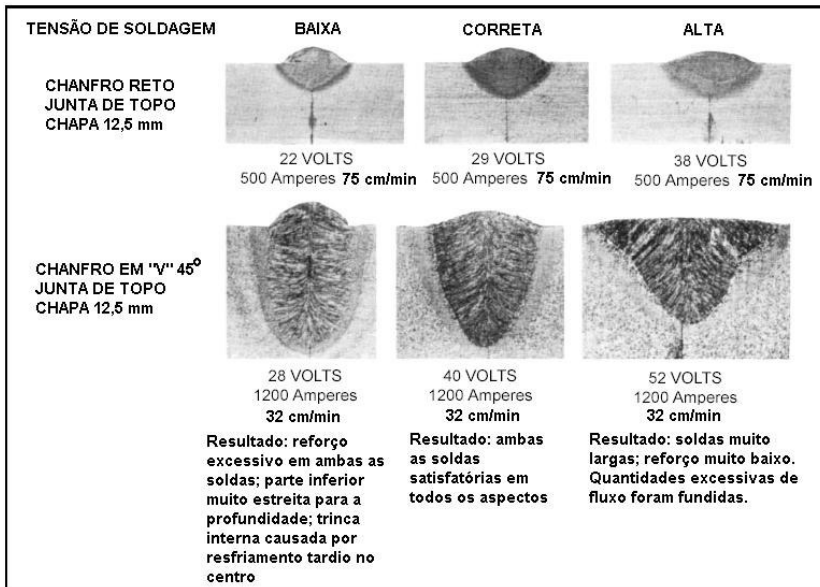 TENSÃO DE SOLDAGEM BAIXA CORRETA ALTA
CHANFRO RETO
JUNTA DE TOPO
CHAPA 12,5 mm
22 VOLTS
500 Amperes 75 cm/min
29 VOLTS
500 Amperes 75 cm/min
38 VOLTS
500 Amperes 75 cm/min
CHANFRO EM "V" 45º
JUNTA DE TOPO
CHAPA 12,5 mm
28 VOLTS
1200 Amperes
32 cm/min
Resultado: reforço
excessivo em ambas as
soldas; parte inferior
muito estreita para a
profundidade; trinca
interna causada por
resfriamento tardio no
centro
40 VOLTS
1200 Amperes
32 cm/min
Resultado: ambas
as soldas
satisfatórias em
todos os aspectos
52 VOLTS
1200 Amperes
32 cm/min
Resultado: soldas muito
largas; reforço muito baixo.
Quantidades excessivas de
fluxo foram fundidas.